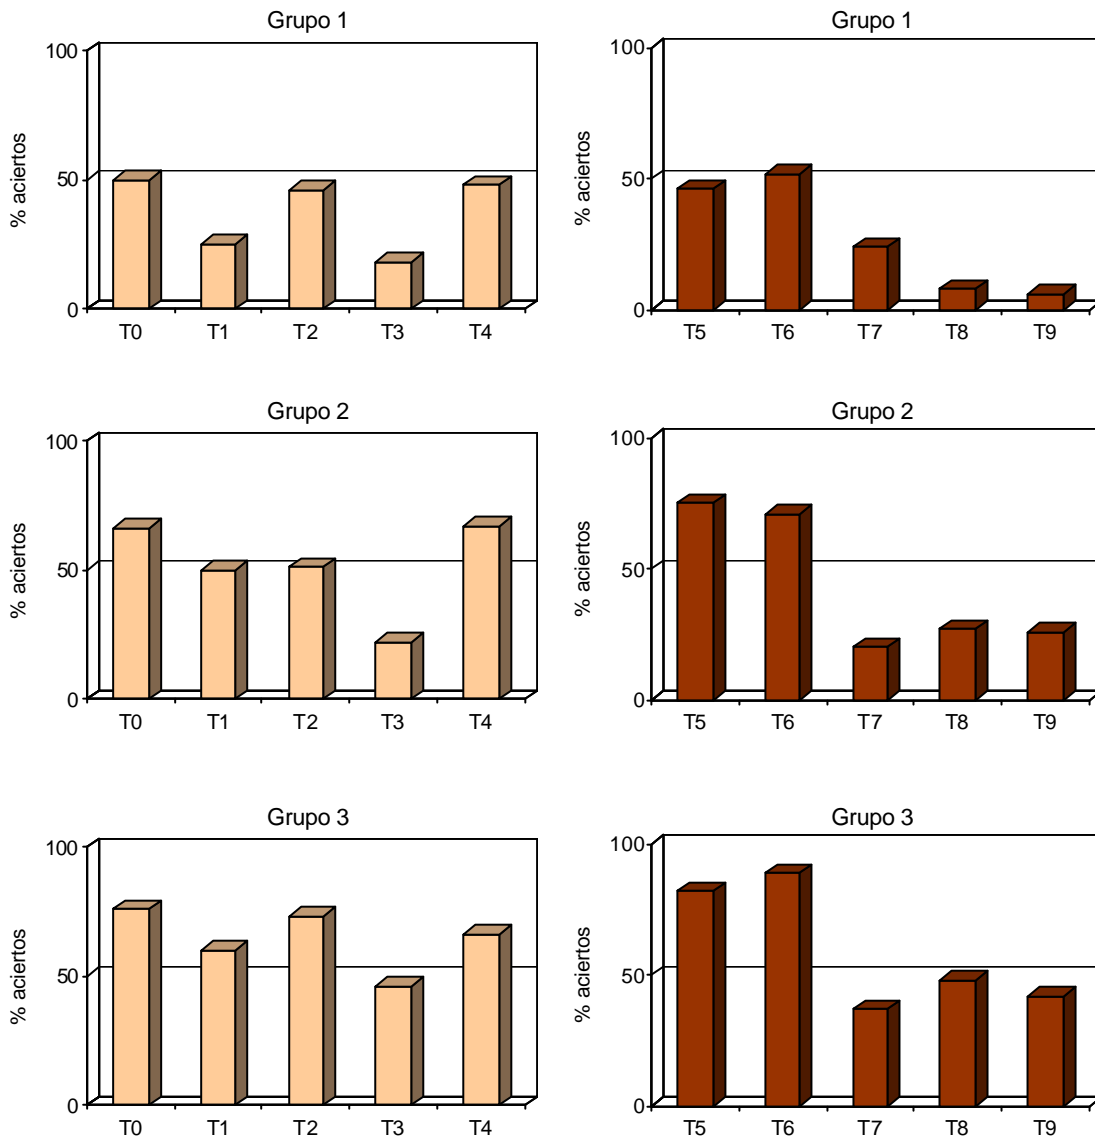 Grupo 1
100
50
0
% aciertos
T0 T1 T2 T3 T4
Grupo 1
100
50
0
% aciertos
T5 T6 T7 T8 T9
Grupo 2
100
50
0
% aciertos
T0 T1 T2 T3 T4
Grupo 2
100
50
0
% aciertos
T5 T6 T7 T8 T9
Grupo 3
100
50
0
% aciertos
T0 T1 T2 T3 T4
Grupo 3
100
50
0
% aciertos
T5 T6 T7 T8 T9